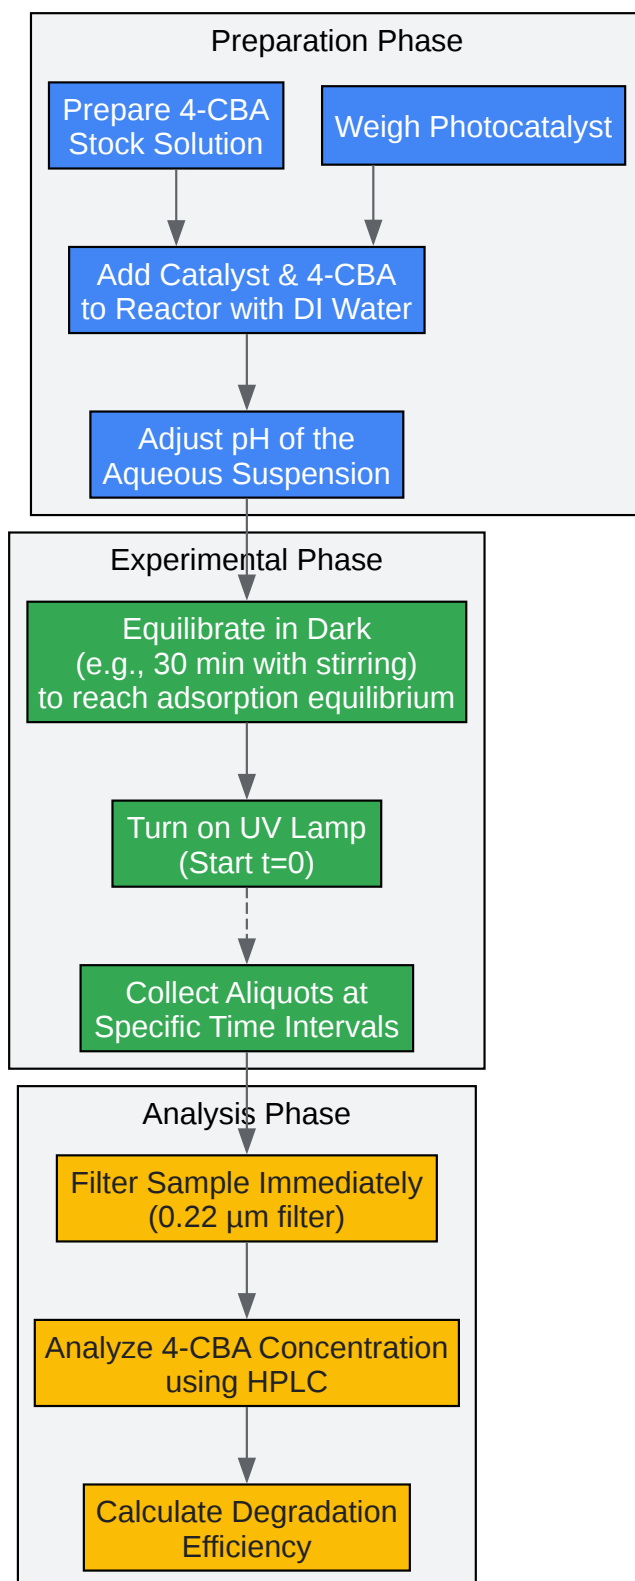 Preparation Phase
Prepare 4-CBA
Stock Solution
Weigh Photocatalyst
Add Catalyst & 4-CBA
to Reactor with DI Water
Adjust pH of the
Aqueous Suspension
Experimental Phase
Equilibrate in Dark
(e.g., 30 min with stirring)
to reach adsorption equilibrium
Turn on UV Lamp
(Start t=0)
Collect Aliquots at
Specific Time Intervals
Analysis Phase
Filter Sample Immediately
(0.22 µm filter)
Analyze 4-CBA Concentration
using HPLC
Calculate Degradation
Efficiency